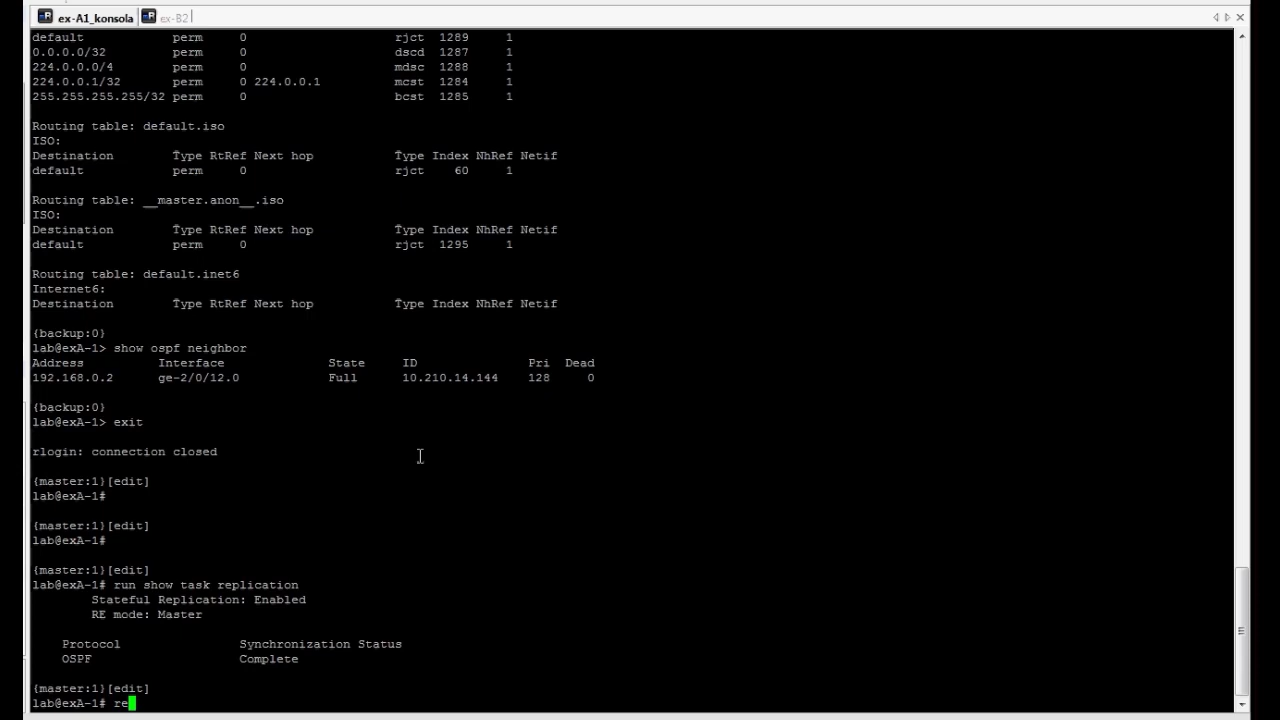 ex-A1_konsola ex-B2
default perm 0 rjct 1289 1
0.0.0.0/32 perm 0 dscd 1287 1
224.0.0.0/4 perm 0 mdsc 1288 1
224.0.0.1/32 perm 0 224.0.0.1 mcst 1284 1
255.255.255.255/32 perm 0 bcst 1285 1
Routing table: default.iso
ISO:
Destination Type RtRef Next hop Type Index NhRef Netif
default perm 0 rjct 60 1
Routing table: __master.anon__.iso
ISO:
Destination Type RtRef Next hop Type Index NhRef Netif
default perm 0 rjct 1295 1
Routing table: default.inet6
Internet6:
Destination Type RtRef Next hop Type Index NhRef Netif
{backup:0}
lab@exA-1> show ospf neighbor
Address Interface State ID Pri Dead
192.168.0.2 ge-2/0/12.0 Full 10.210.14.144 128 0
{backup:0}
lab@exA-1> exit
rlogin: connection closed
{master:1}[edit]
lab@exA-1#
{master:1}[edit]
lab@exA-1#
{master:1}[edit]
lab@exA-1# run show task replication
Stateful Replication: Enabled
RE mode: Master
Protocol Synchronization Status
OSPF Complete
{master:1}[edit]
lab@exA-1# re